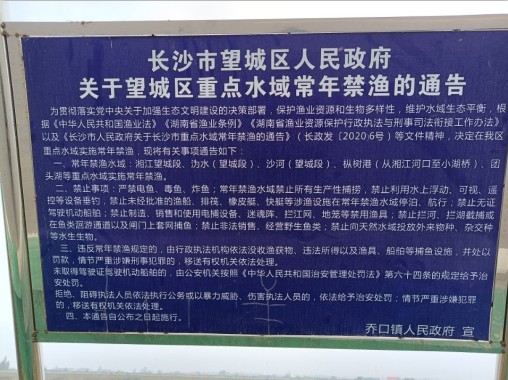 长沙市望城区人民政府
关于望城区重点水域常年禁渔的通告
为贯彻落实党中央关于加强生态文明建设的决策部署，保护渔业资源和生物多样性，维护水域生态平衡，根
据《中华人民共和国渔业法》《湖南省渔业条例》《湖南省渔业资源保护行政执法与刑事司法衔接工作办法》
以及《长沙市人民政府关于长沙市重点水域常年禁渔的通告》（长政发〔2020〕6号）等文件精神，决定在我区
重点水域实施常年禁渔，现将有关事项通告如下：
一、常年禁渔水域：湘江望城段、沩水（望城段）、沙河（望城段）、枞树港（从湘江河口至小湖桥）、团
头湖等重点水域实施常年禁渔。
二、禁止事项：严禁电鱼、毒鱼、炸鱼；常年禁渔水域禁止所有生产性捕捞，禁止利用水上浮动、可视、遥
控等设备垂钓；禁止未经批准的渔船、排筏、橡皮艇、快艇等涉渔设施在常年禁渔水域停泊、航行；禁止无证
驾驶机动船舶；禁止制造、销售和使用电捕设备、迷魂阵、拦江网、地笼等禁用渔具；禁止拦河、拦湖截捕或
在鱼类洄游通道以及闸门上套网捕鱼；禁止非法销售、经营野生鱼类；禁止向天然水域投放外来物种、杂交种
等水生生物。
三、违反常年禁渔规定的，由行政执法机构依法没收渔获物、违法所得以及渔具、船舶等捕鱼设施，并处以
罚款，情节严重涉嫌刑事犯罪的，移送有权机关依法处理。
未取得驾驶证驾驶机动船舶的，由公安机关按照《中华人民共和国治安管理处罚法》第六十四条的规定给予治
安处罚。
拒绝、阻碍执法人员依法执行公务或以暴力威胁、伤害执法人员的，依法给予治安处罚；情节严重涉嫌犯罪
的，移送有权机关依法处理。
四、本通告自公布之日起施行。
乔口镇人民政府 宣